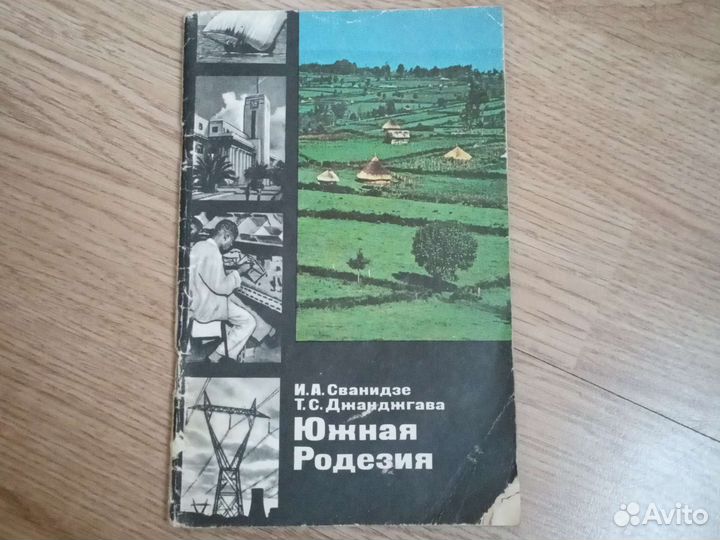 И.А.Сванидзе
Т.С.Джанджгава
Южная
Родезия
Avito